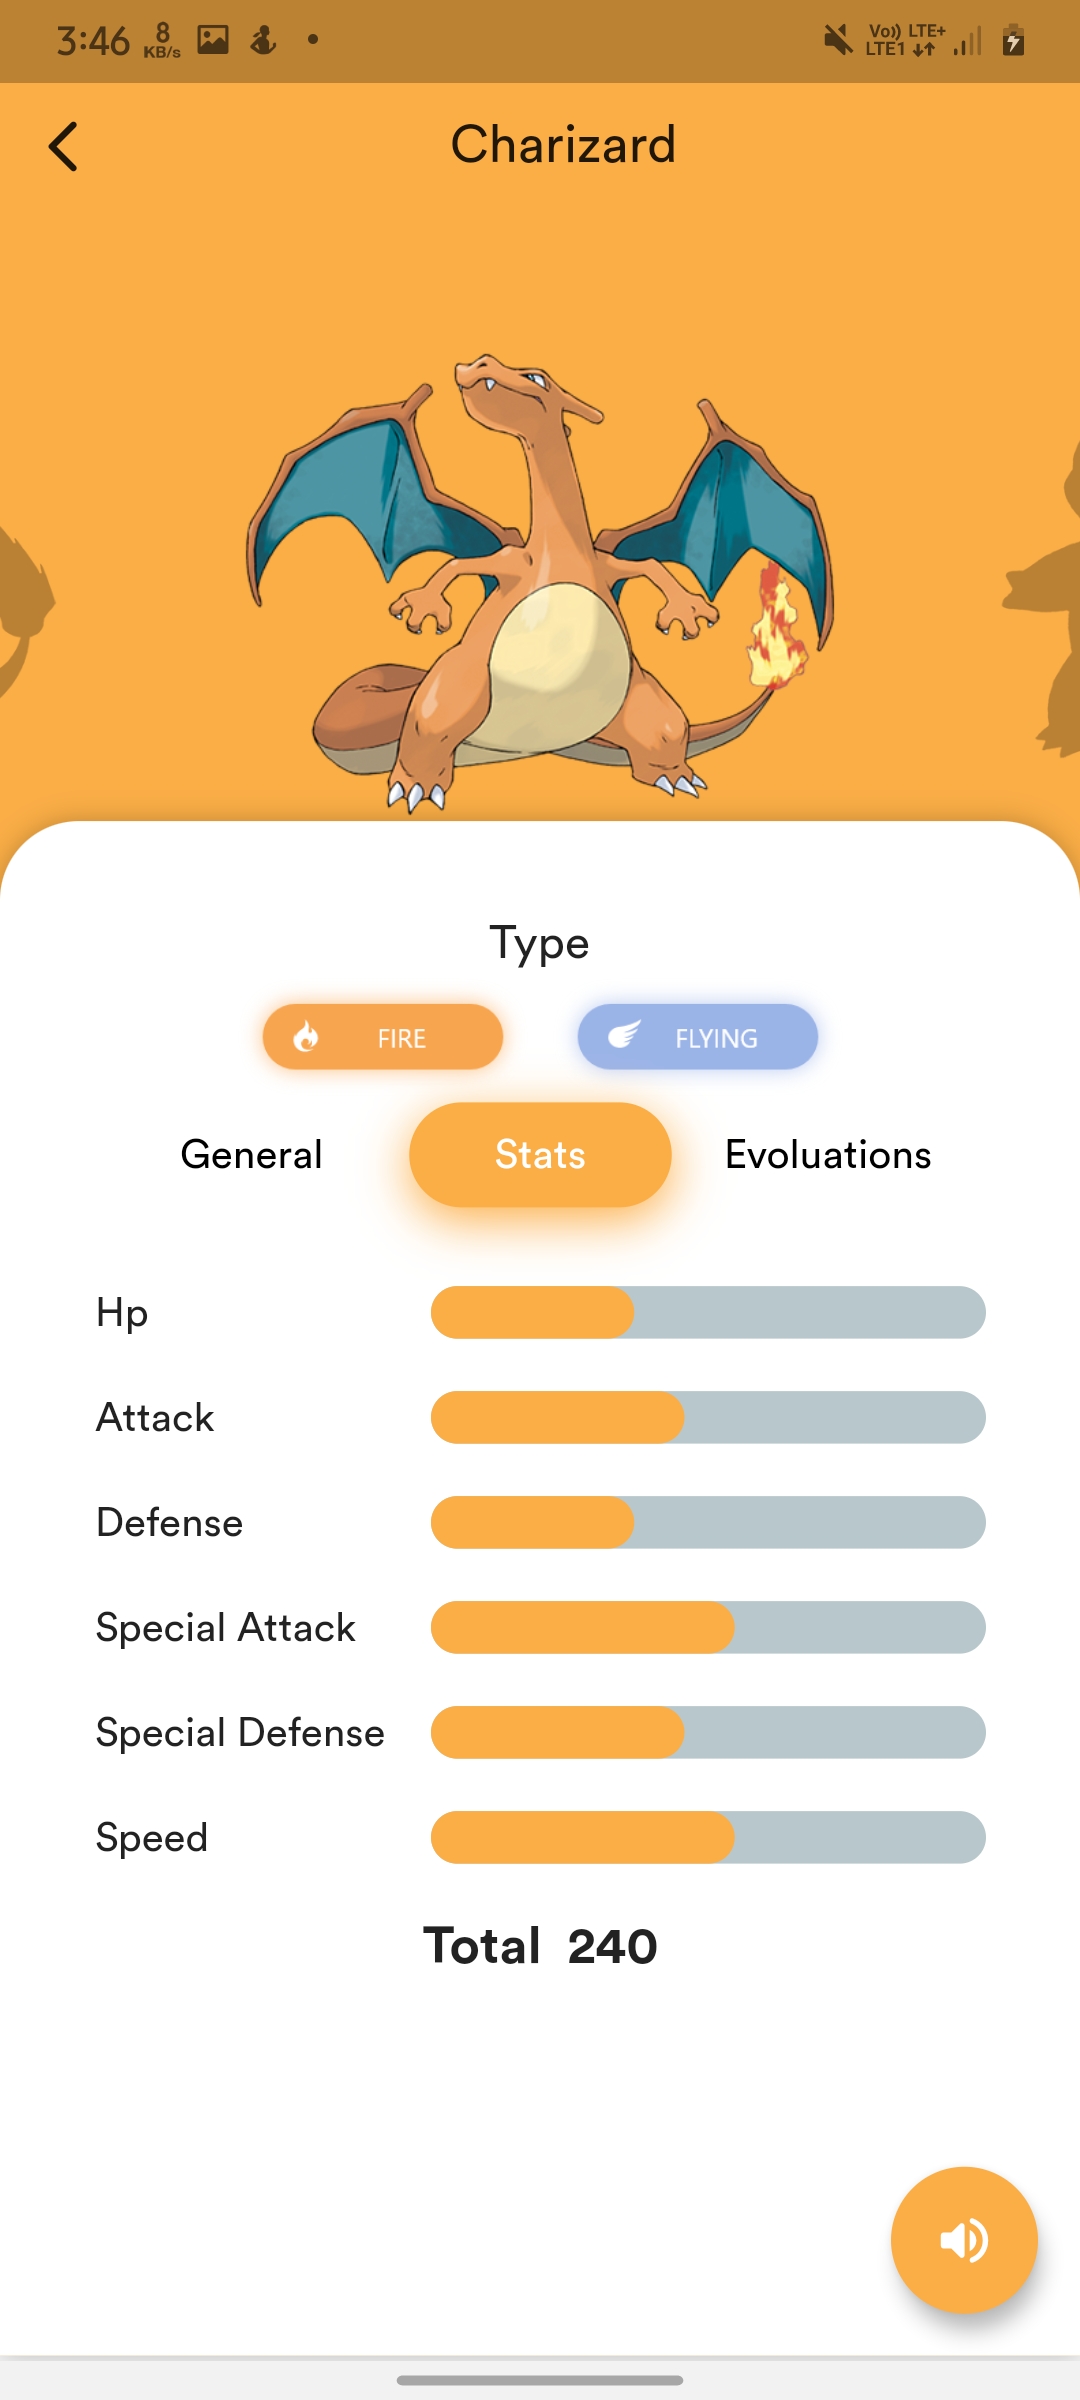 3:46 8 KB/s Vo)) LTE+ LTE1
Charizard
Type
FIRE FLYING
General Stats Evoluations
Hp
Attack
Defense
Special Attack
Special Defense
Speed
Total 240